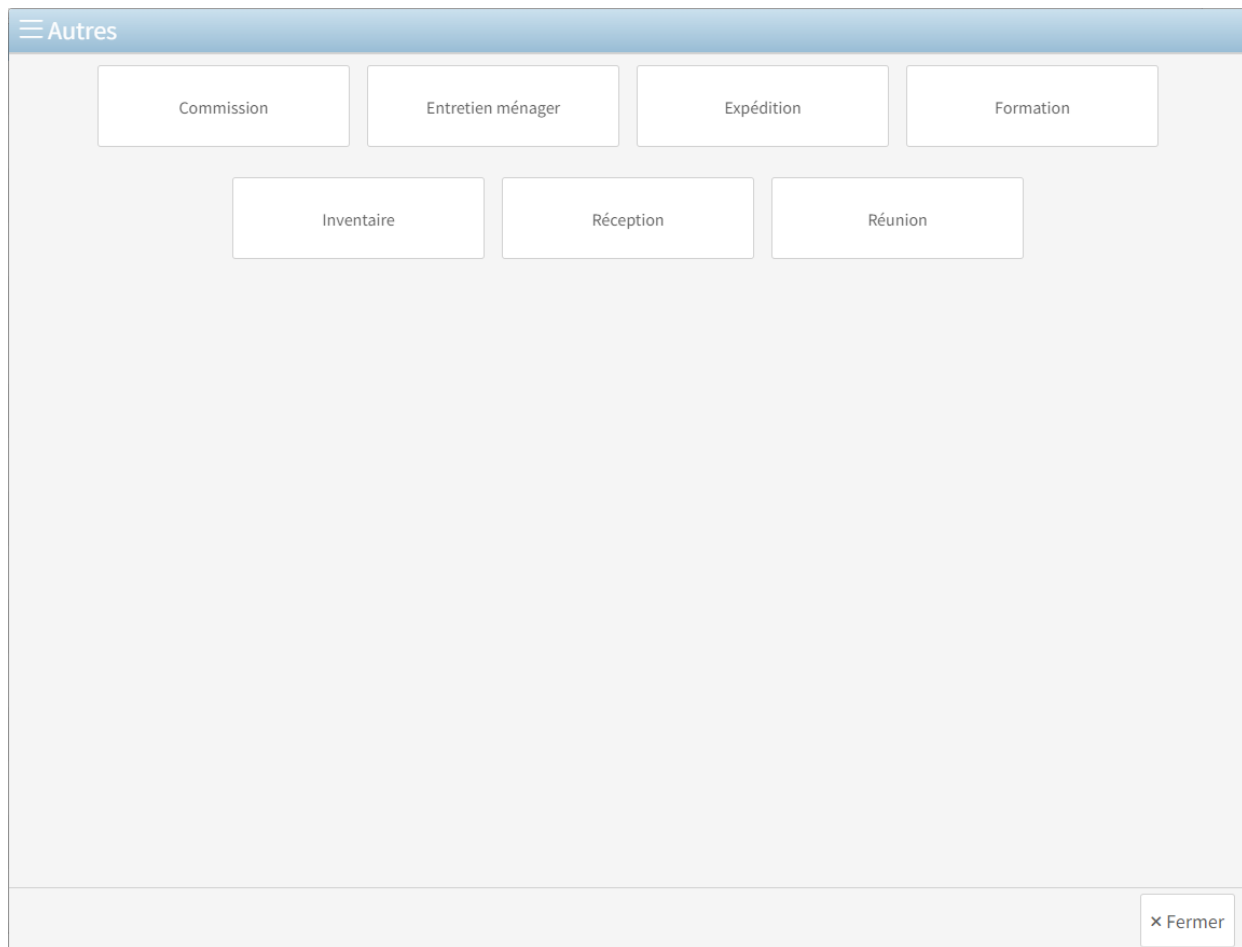 Autres
Commission Entretien ménager Expédition Formation
Inventaire Réception Réunion
× Fermer